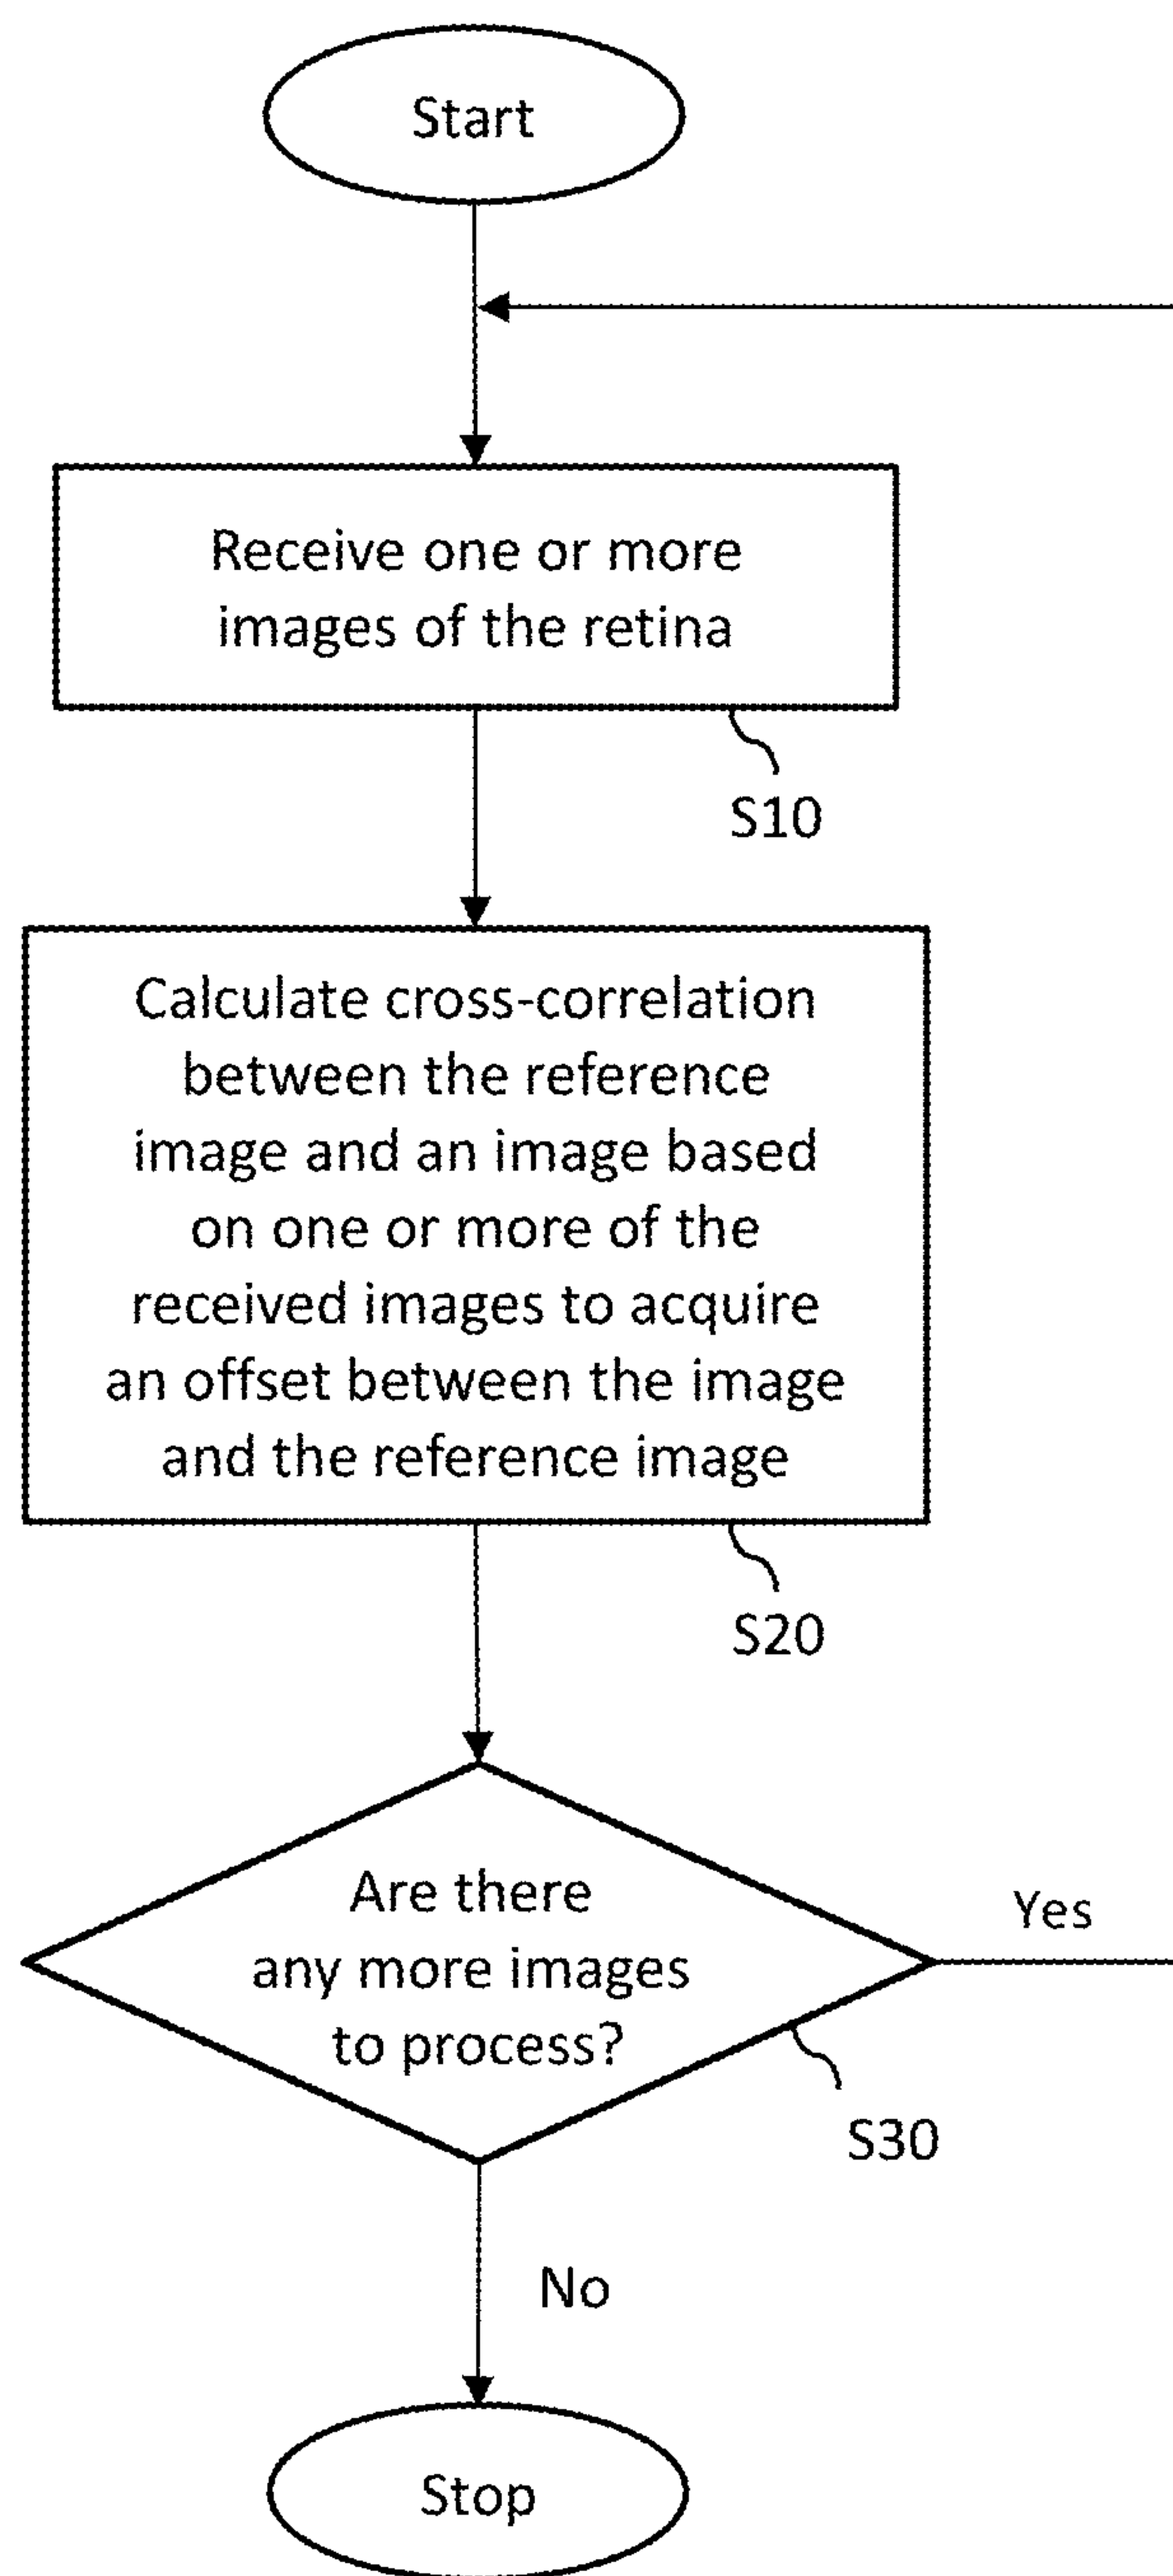 Start
Receive one or more
images of the retina
S10
Calculate cross-correlation
between the reference
image and an image based
on one or more of the
received images to acquire
an offset between the image
and the reference image
S20
Are there
any more images
to process?
Yes
S30
No
Stop